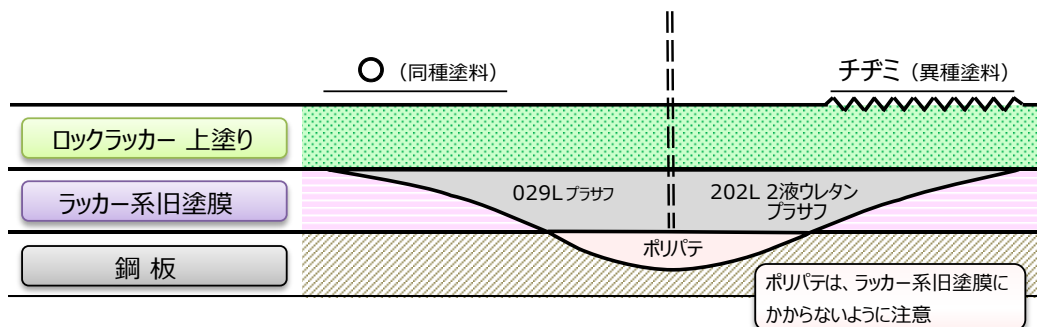 ○（同種塗料）
チヂミ（異種塗料）
ロックラッカー 上塗り
ラッカー系旧塗膜
029L プラサフ
202L 2液ウレタン
プラサフ
鋼 板
ポリパテ
ポリパテは、ラッカー系旧塗膜に
かからないように注意